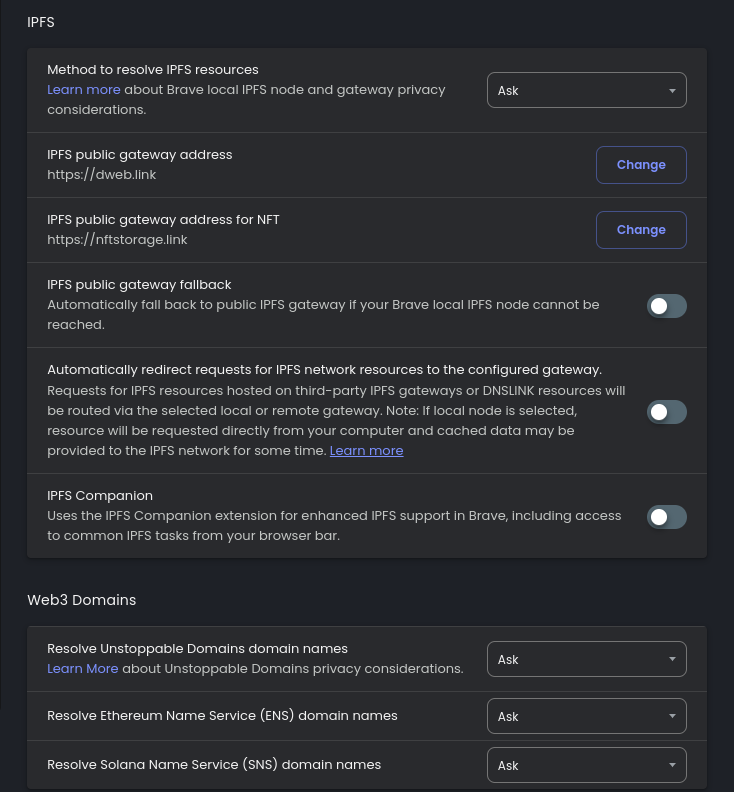 IPFS
Method to resolve IPFS resources
Learn more about Brave local IPFS node and gateway privacy
considerations.
Ask
IPFS public gateway address
https://dweb.link
Change
IPFS public gateway address for NFT
https://nftstorage.link
Change
IPFS public gateway fallback
Automatically fall back to public IPFS gateway if your Brave local IPFS node cannot be
reached.
Automatically redirect requests for IPFS network resources to the configured gateway.
Requests for IPFS resources hosted on third-party IPFS gateways or DNSLINK resources will
be routed via the selected local or remote gateway. Note: If local node is selected,
resource will be requested directly from your computer and cached data may be
provided to the IPFS network for some time. Learn more
IPFS Companion
Uses the IPFS Companion extension for enhanced IPFS support in Brave, including access
to common IPFS tasks from your browser bar.
Web3 Domains
Resolve Unstoppable Domains domain names
Learn More about Unstoppable Domains privacy considerations.
Ask
Resolve Ethereum Name Service (ENS) domain names
Ask
Resolve Solana Name Service (SNS) domain names
Ask